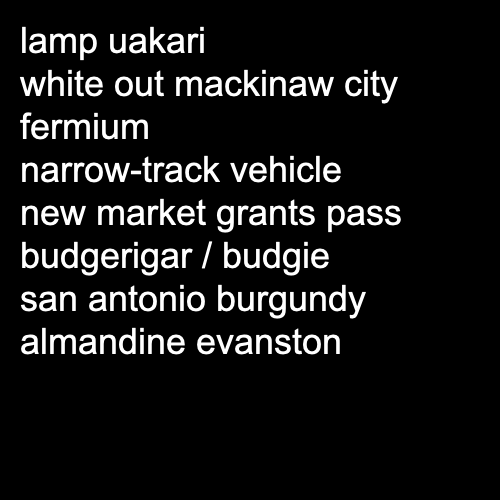 lamp uakari
white out mackinaw city
fermium
narrow-track vehicle
new market grants pass
budgerigar / budgie
san antonio burgundy
almandine evanston